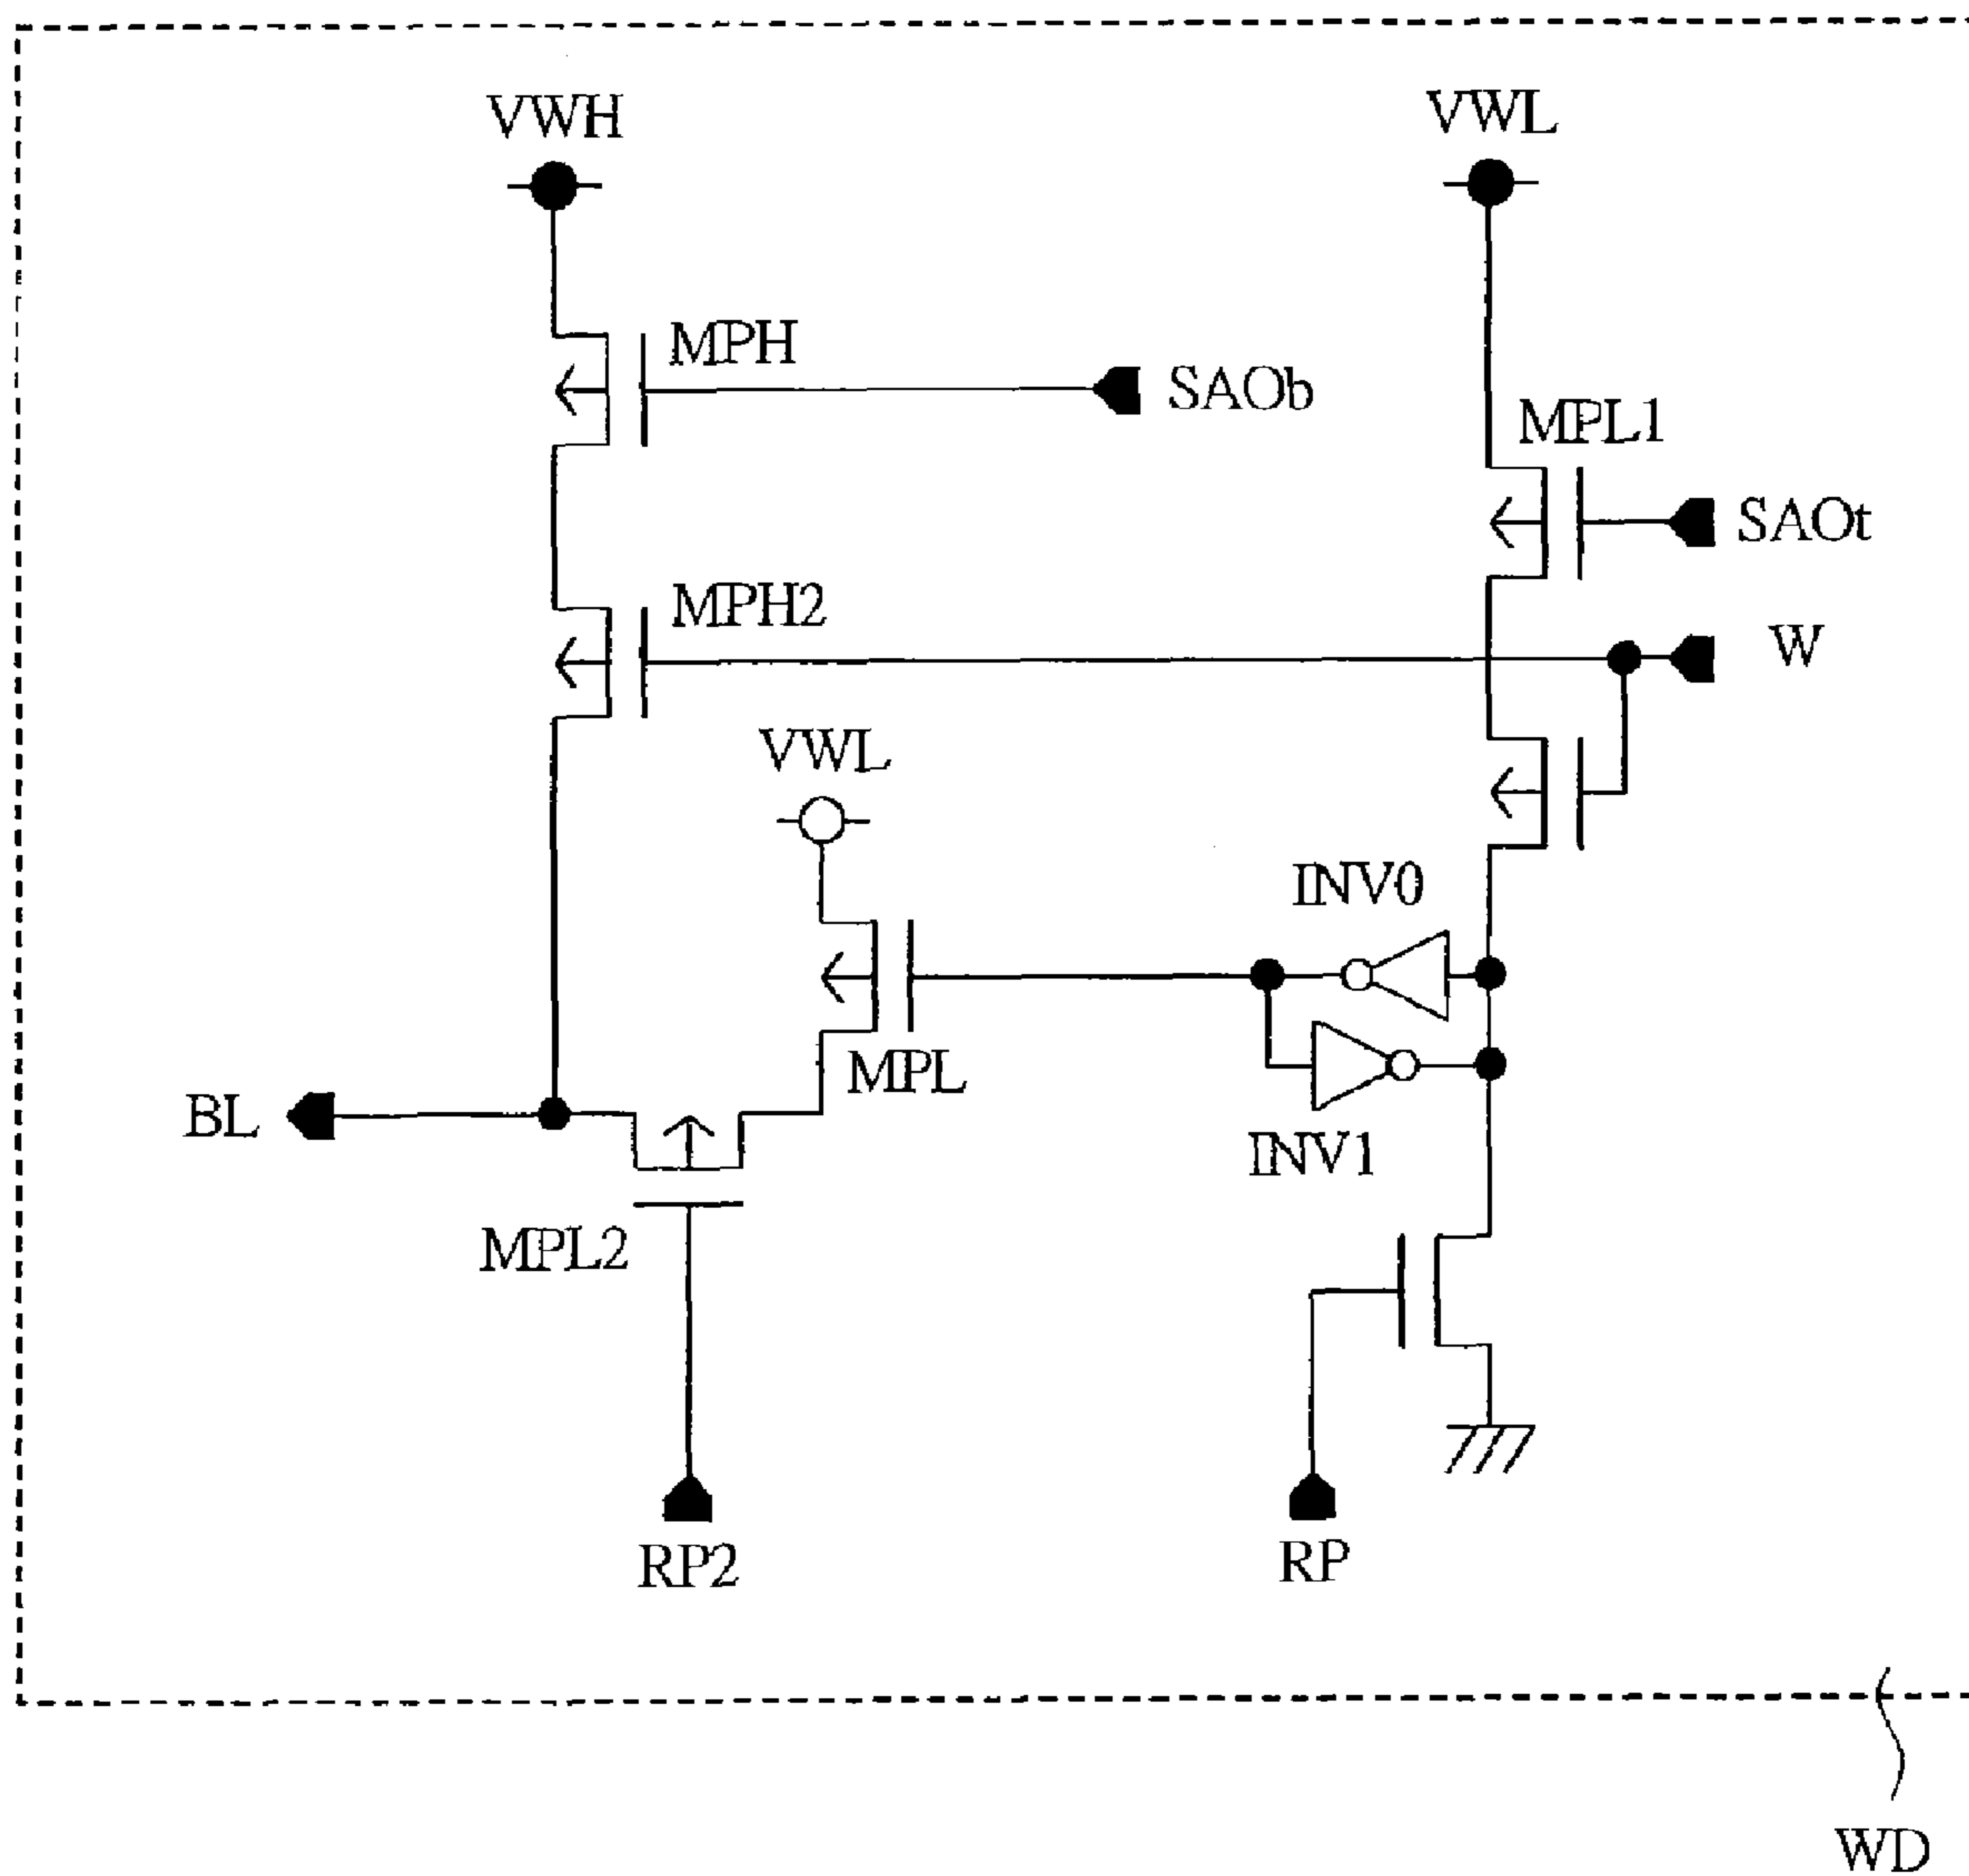 VWH
VWL
MPH
SAOb
MPL1
SAOt
MPH2
W
VWL
INV0
MPL
BL
INV1
MPL2
RP2
RP
WD